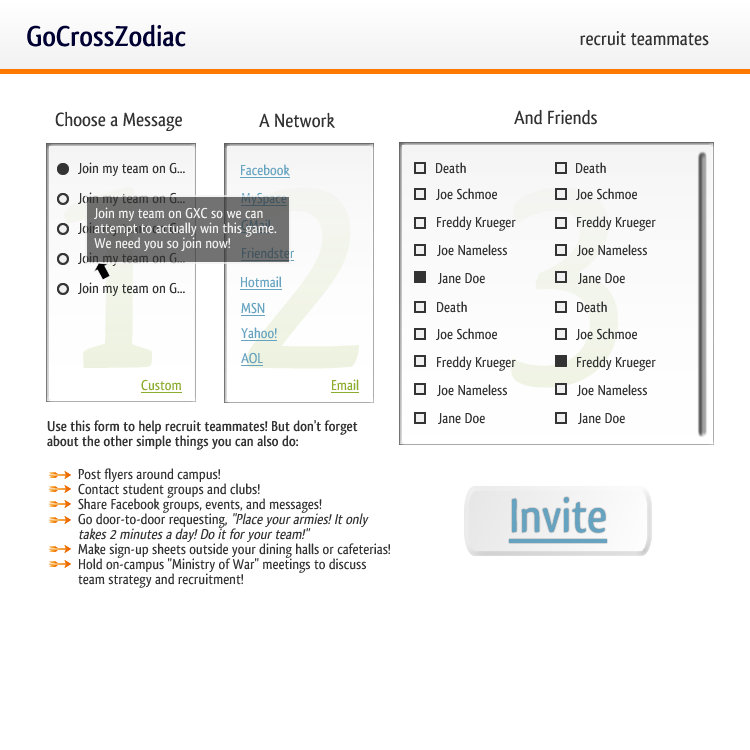 GoCrossZodiac
recruit teammates
Choose a Message
A Network
And Friends
1
Join my team on G...
Join my team on G...
Join my team on G...
Join my team on G...
Join my team on G...
Join my team on GXC so we can
attempt to actually win this game.
We need you so join now!
Custom
2
Facebook
MySpace
GMail
Friendster
Hotmail
MSN
Yahoo!
AOL
Email
3
Death
Death
Joe Schmoe
Joe Schmoe
Freddy Krueger
Freddy Krueger
Joe Nameless
Joe Nameless
Jane Doe
Jane Doe
Death
Death
Joe Schmoe
Joe Schmoe
Freddy Krueger
Freddy Krueger
Joe Nameless
Joe Nameless
Jane Doe
Jane Doe
Use this form to help recruit teammates! But don't forget
about the other simple things you can also do:
Post flyers around campus!
Contact student groups and clubs!
Share Facebook groups, events, and messages!
Go door-to-door requesting, "Place your armies! It only
takes 2 minutes a day! Do it for your team!"
Make sign-up sheets outside your dining halls or cafeterias!
Hold on-campus "Ministry of War" meetings to discuss
team strategy and recruitment!
Invite